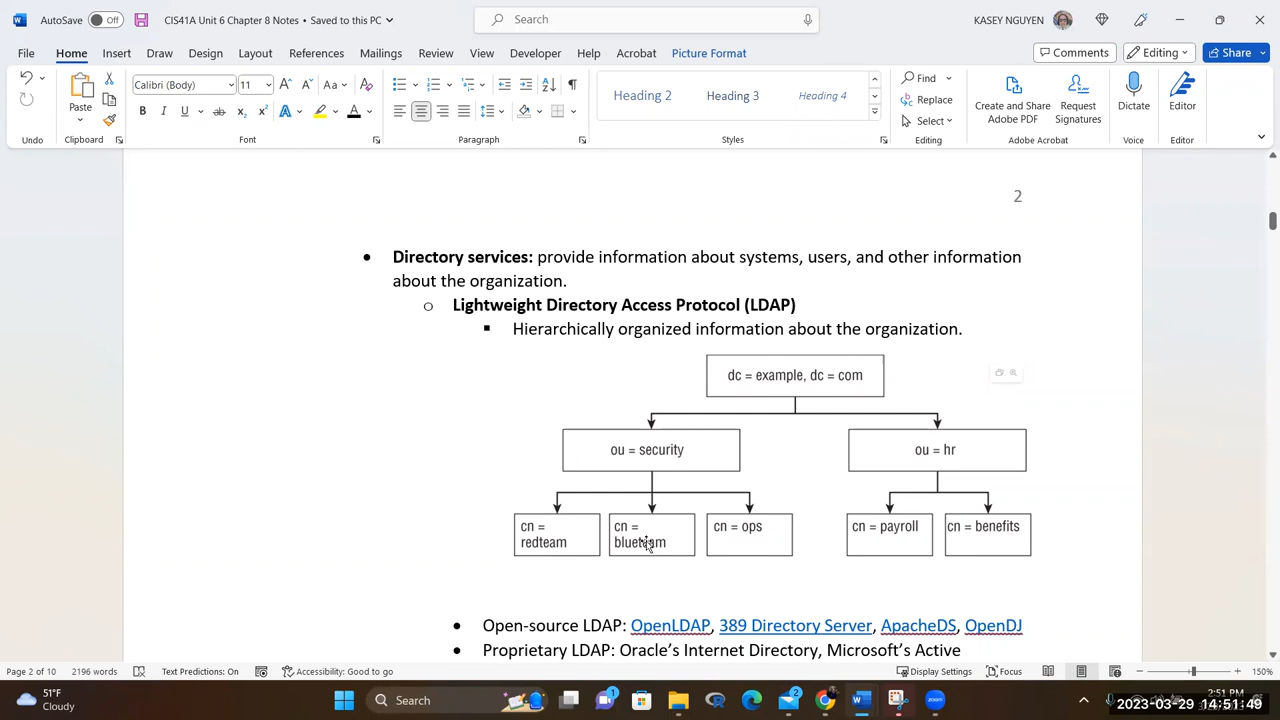 AutoSave Off CIS41A Unit 6 Chapter 8 Notes • Saved to this PC Search KASEY NGUYEN
File Home Insert Draw Design Layout References Mailings Review View Developer Help Acrobat Picture Format Comments Editing Share
Calibri (Body) 11 Aa Heading 2 Heading 3 Heading 4 Find
Paste Replace Create and Share Request Dictate Editor
Select Adobe PDF Signatures
Undo Clipboard Font Paragraph Styles Editing Adobe Acrobat Voice Editor
2
• Directory services: provide information about systems, users, and other information
about the organization.
o Lightweight Directory Access Protocol (LDAP)
▪ Hierarchically organized information about the organization.
dc = example, dc = com
ou = security ou = hr
cn = cn = cn = ops cn = payroll cn = benefits
redteam blueteam
• Open-source LDAP: OpenLDAP, 389 Directory Server, ApacheDS, OpenDJ
• Proprietary LDAP: Oracle's Internet Directory, Microsoft's Active
Page 2 of 10 2196 words Text Predictions: On Accessibility: Good to go Display Settings Focus 150%
51°F Search 1 2 2:51 PM
Cloudy 2023-03-29 14:51:49